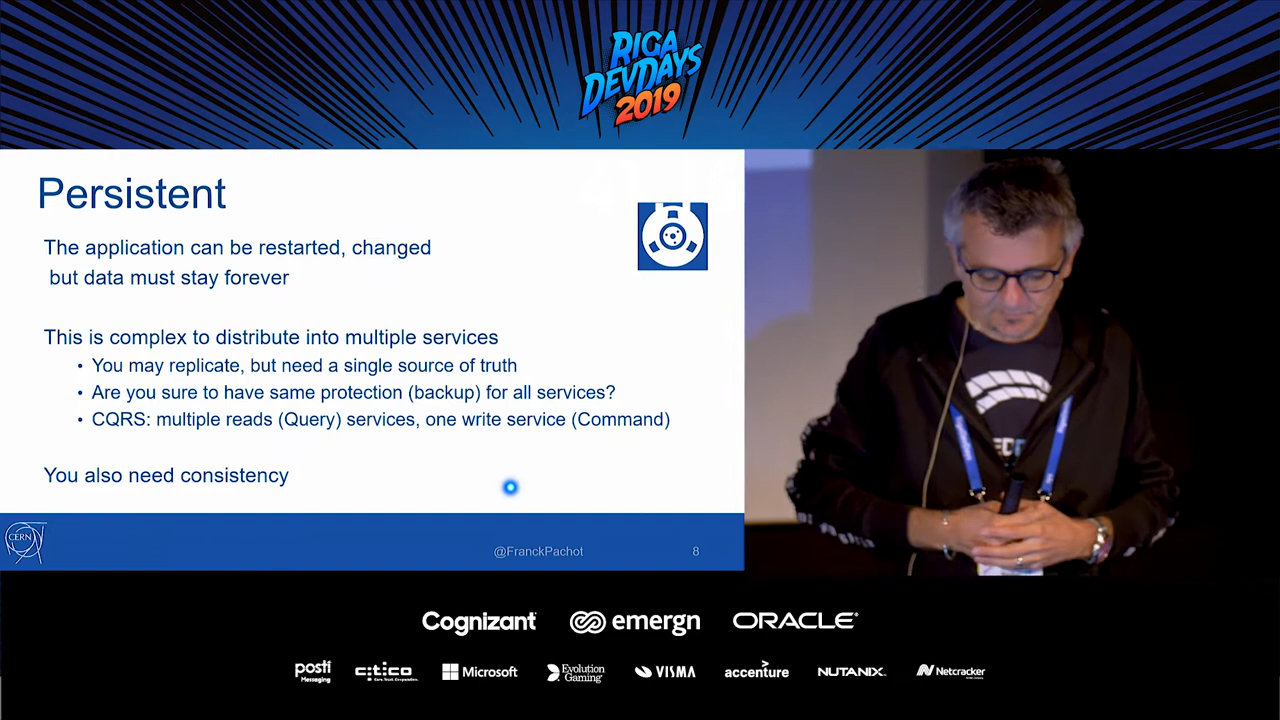 RIGA
DEVDAYS
2019
Persistent
The application can be restarted, changed
but data must stay forever
This is complex to distribute into multiple services
• You may replicate, but need a single source of truth
• Are you sure to have same protection (backup) for all services?
• CQRS: multiple reads (Query) services, one write service (Command)
You also need consistency
CERN
@FranckPachot
8
Cognizant
emergn
ORACLE
posti
Messaging
citico
Microsoft
Evolution
Gaming
VISMA
accenture
NUTANIX
Netcracker